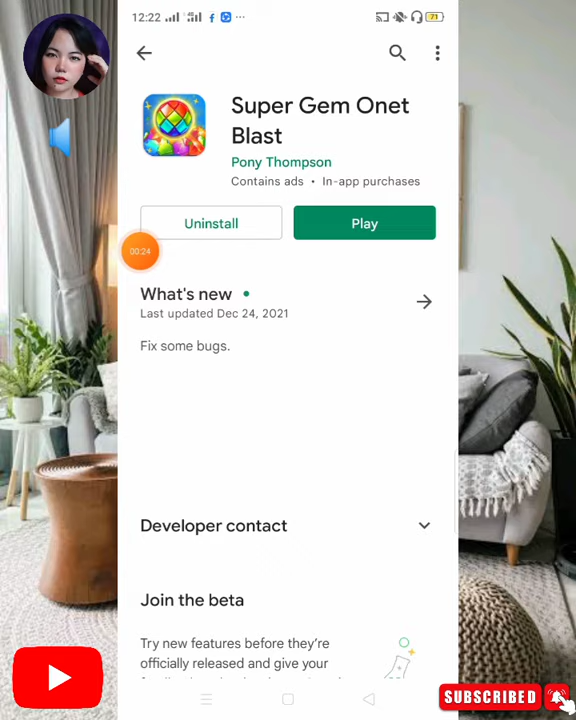 12:22
71
Super Gem Onet
Blast
Pony Thompson
Contains ads • In-app purchases
Uninstall
Play
00:24
What's new •
Last updated Dec 24, 2021
Fix some bugs.
Developer contact
Join the beta
Try new features before they're
officially released and give your
SUBSCRIBED